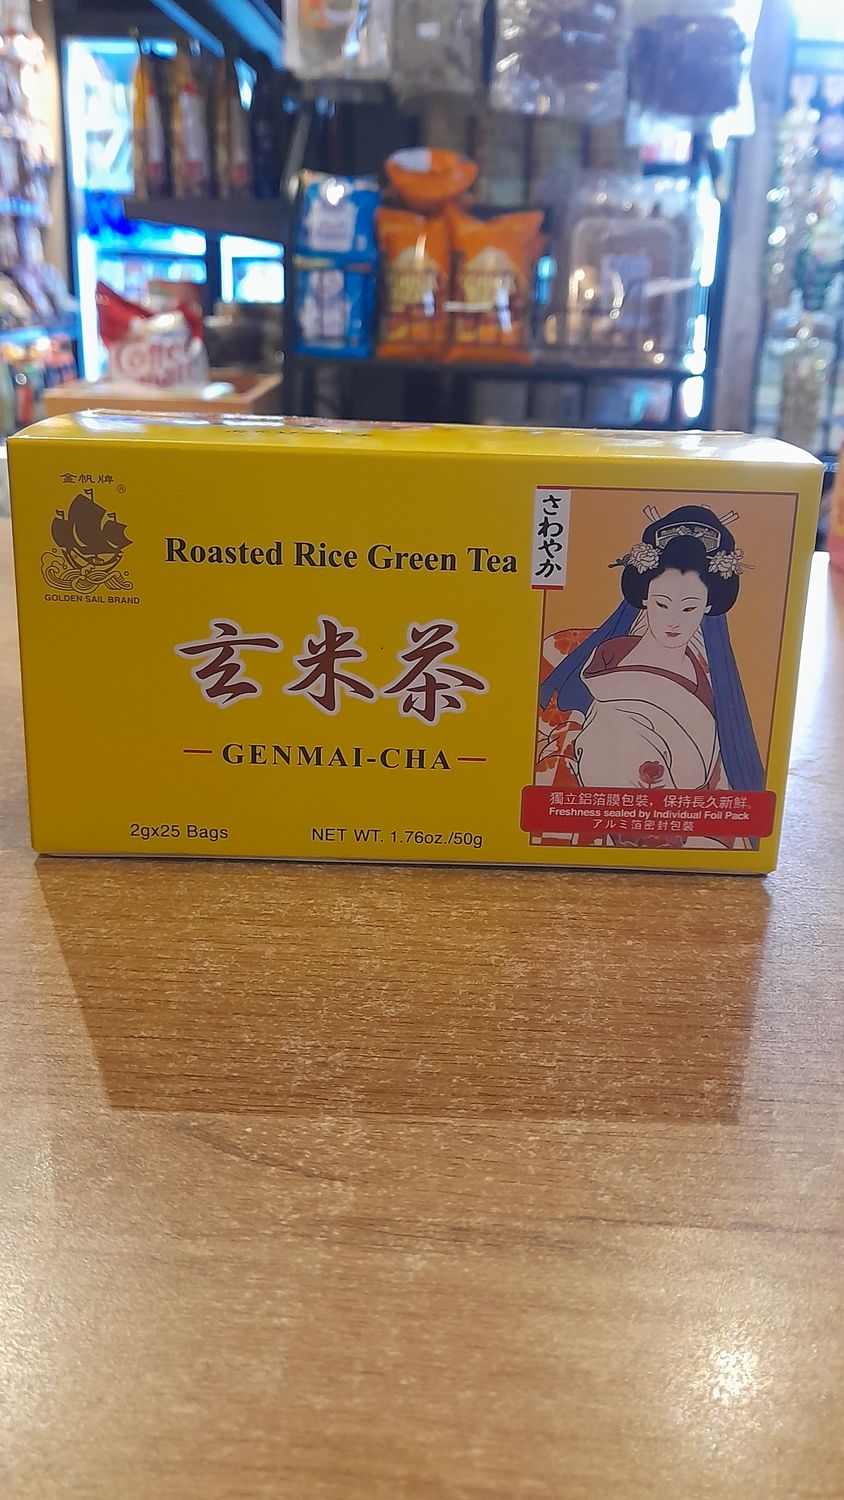 金帆牌
®
GOLDEN SAIL BRAND
Roasted Rice Green Tea
玄米茶
GENMAI-CHA
2gx25 Bags
NET WT. 1.76oz./50g
さわやか
獨立鋁箔膜包裝，保持長久新鮮。
Freshness sealed by Individual Foil Pack
アルミ箔密封包裝